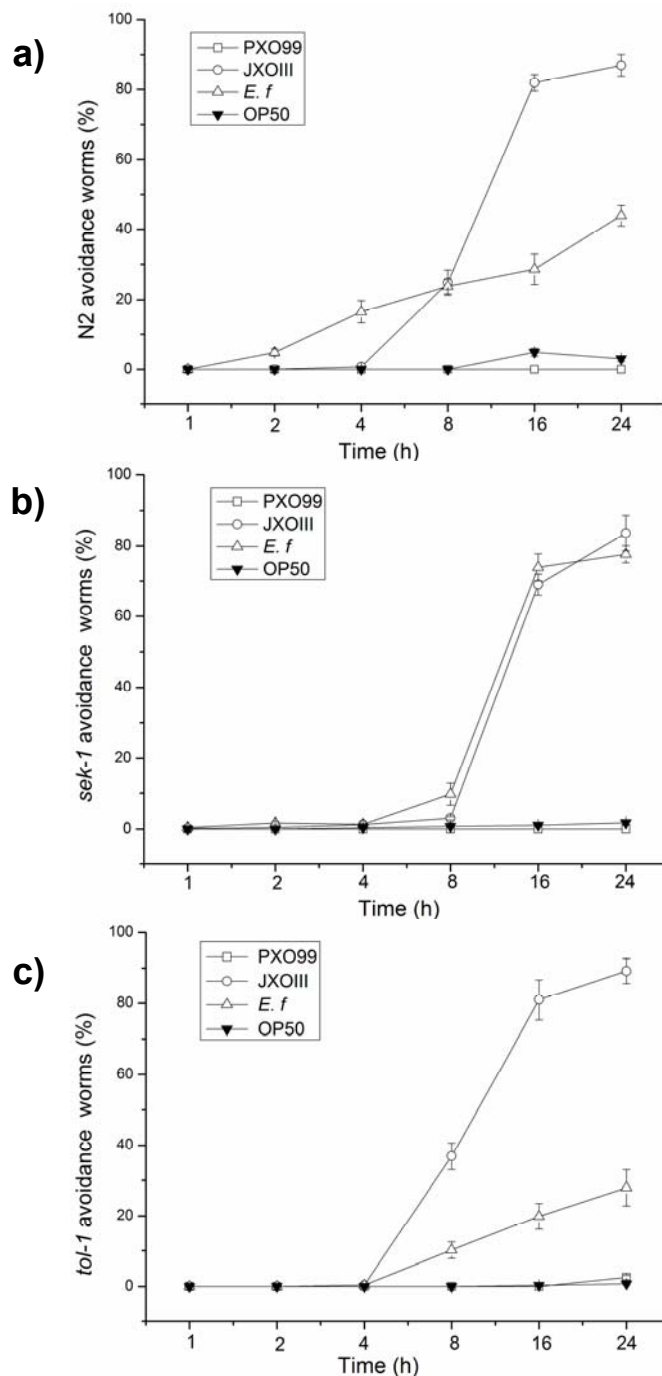 a)
PXO99
JXOIII
E. f
OP50
N2 avoidance worms (%)
100
80
60
40
20
0
1 2 4 8 16 24
Time (h)
b)
PXO99
JXOIII
E. f
OP50
sek-1 avoidance worms (%)
100
80
60
40
20
0
1 2 4 8 16 24
Time (h)
c)
PXO99
JXOIII
E. f
OP50
tol-1 avoidance worms (%)
100
80
60
40
20
0
1 2 4 8 16 24
Time (h)